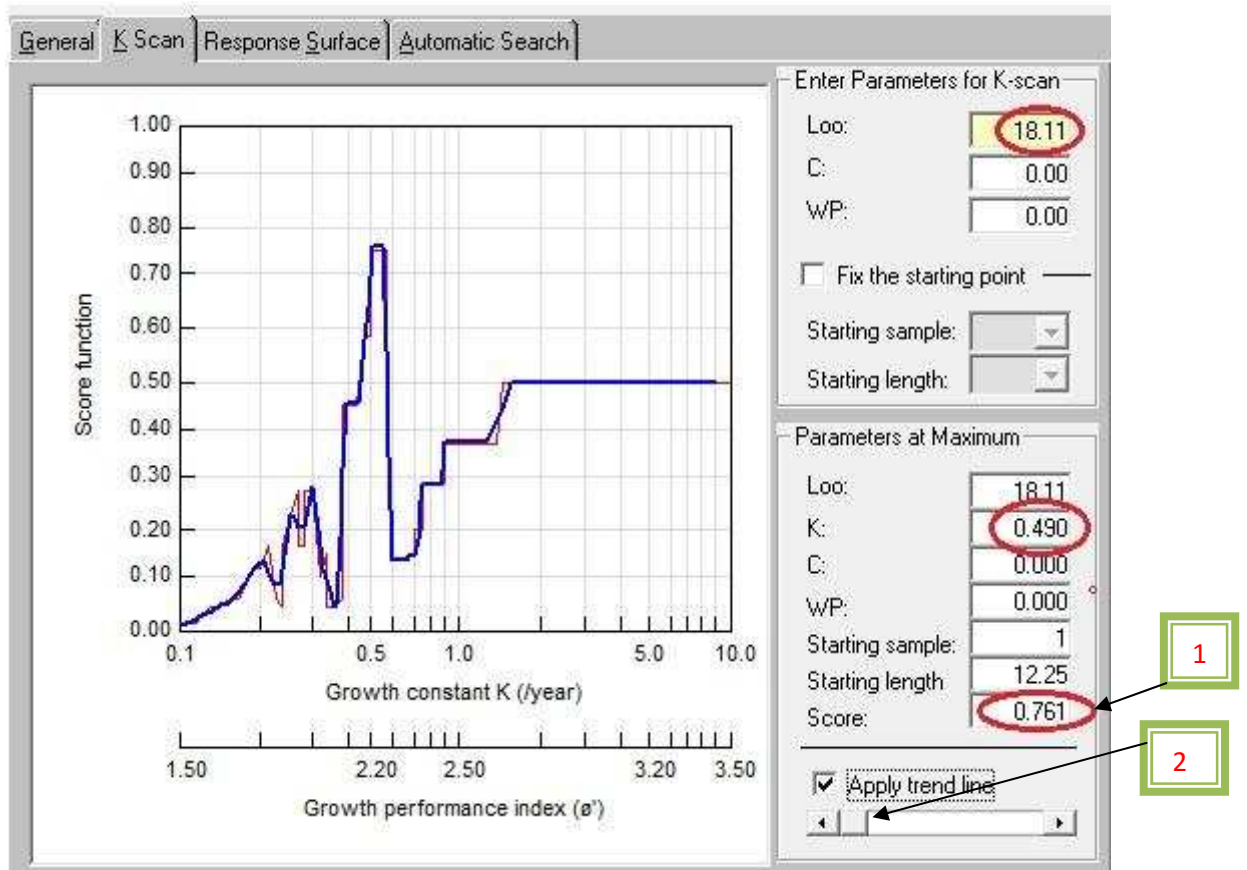 General K Scan Response Surface Automatic Search
1.00
0.90
0.80
0.70
0.60
0.50
0.40
0.30
0.20
0.10
0.00
Score function
0.1 0.5 1.0 5.0 10.0
Growth constant K (/year)
1.50 2.20 2.50 3.20 3.50
Growth performance index (ø')
Enter Parameters for K-scan
Loo: 18.11
C: 0.00
WP: 0.00
Fix the starting point
Starting sample:
Starting length:
Parameters at Maximum
Loo: 18.11
K: 0.490
C: 0.000
WP: 0.000
Starting sample: 1
Starting length 12.25
Score: 0.761
Apply trend line
1
2